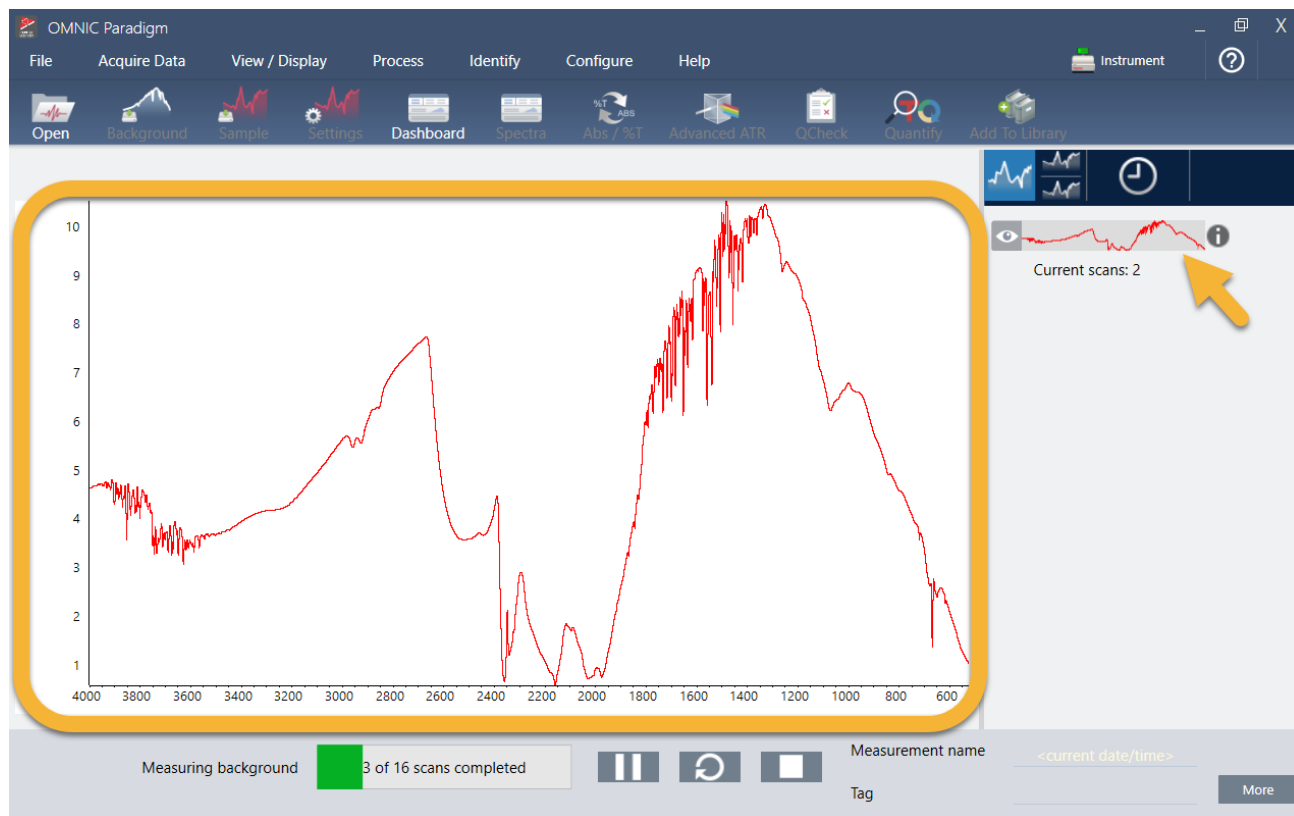 OMNIC Paradigm
X
File Acquire Data View / Display Process Identify Configure Help Instrument ?
%T
ABS
Open Background Sample Settings Dashboard Spectra Abs / %T Advanced ATR QCheck Quantify Add To Library
i
Current scans: 2
10
9
8
7
6
5
4
3
2
1
4000 3800 3600 3400 3200 3000 2800 2600 2400 2200 2000 1800 1600 1400 1200 1000 800 600
Measuring background 3 of 16 scans completed
Measurement name <current date/time>
Tag
More